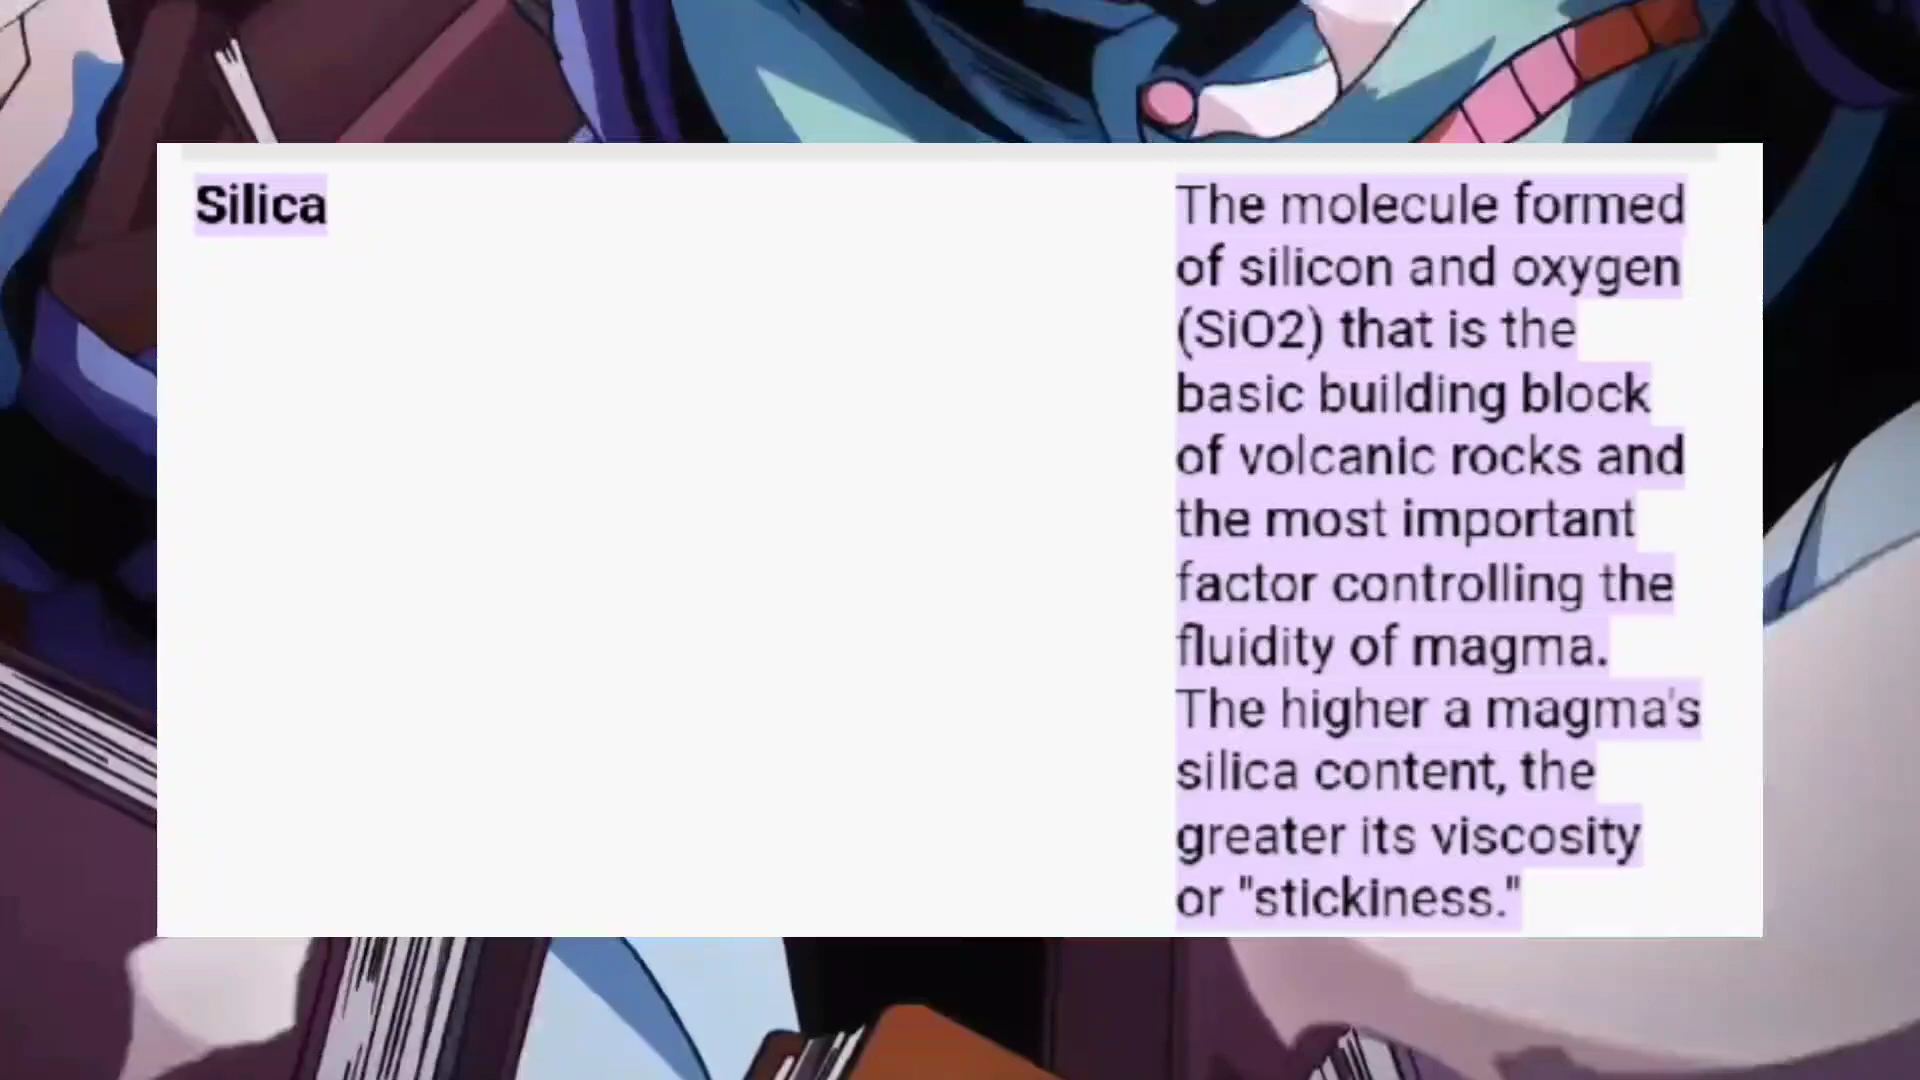 Silica
The molecule formed
of silicon and oxygen
(SiO2) that is the
basic building block
of volcanic rocks and
the most important
factor controlling the
fluidity of magma.
The higher a magma's
silica content, the
greater its viscosity
or "stickiness."